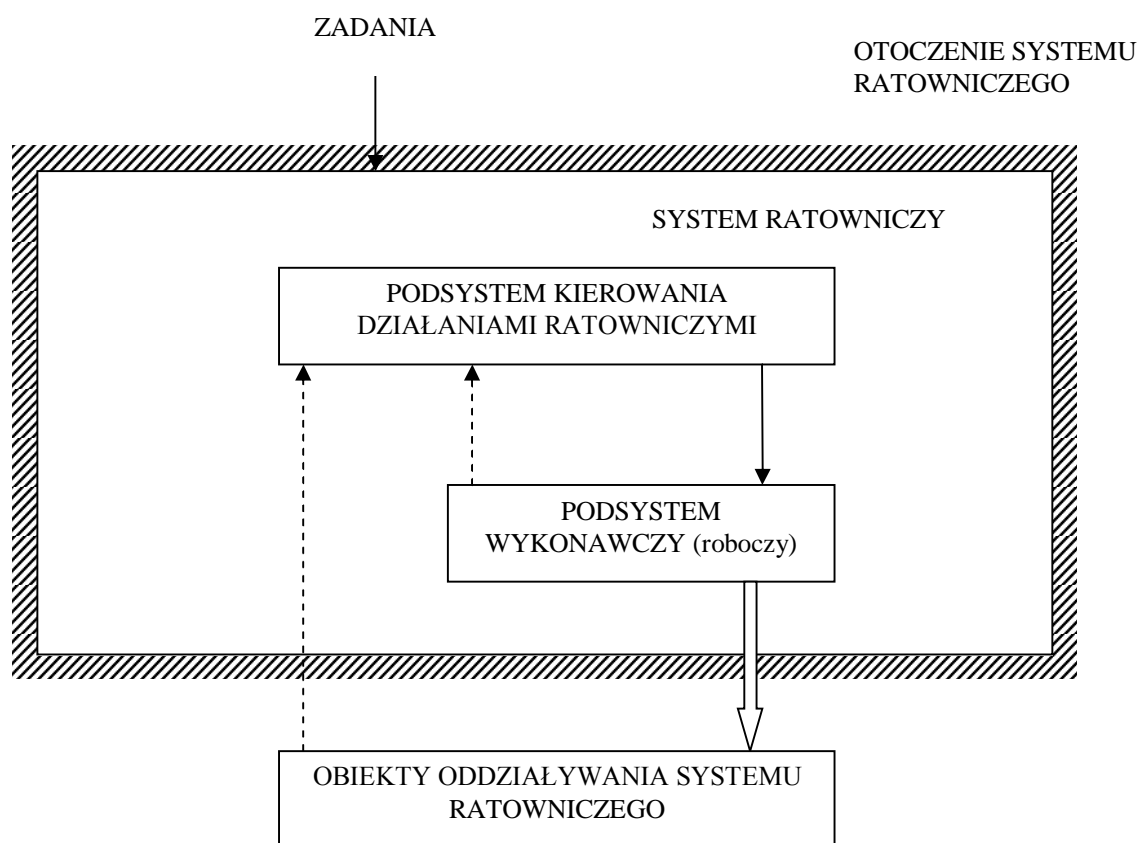 ZADANIA
OTOCZENIE SYSTEMU
RATOWNICZEGO
SYSTEM RATOWNICZY
PODSYSTEM KIEROWANIA
DZIAŁANIAMI RATOWNICZYMI
PODSYSTEM
WYKONAWCZY (roboczy)
OBIEKTY ODDZIAŁYWANIA SYSTEMU
RATOWNICZEGO